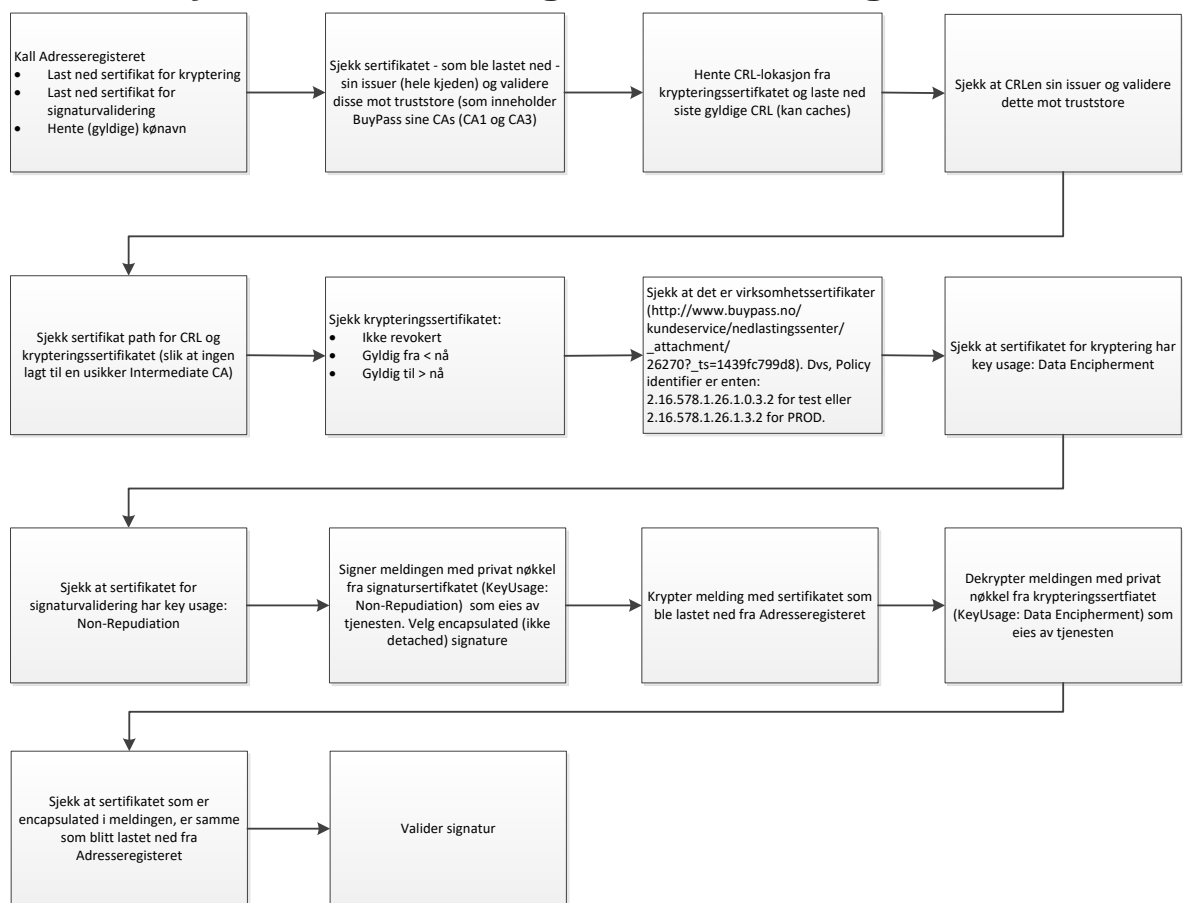 Kall Adresseregisteret
• Last ned sertifikat for kryptering
• Last ned sertifikat for
signaturvalidering
• Hente (gyldige) kønavn
Sjekk sertifikatet - som ble lastet ned -
sin issuer (hele kjeden) og validere
disse mot truststore (som inneholder
BuyPass sine CAs (CA1 og CA3)
Hente CRL-lokasjon fra
krypteringssertifkatet og laste ned
siste gyldige CRL (kan caches)
Sjekk at CRLen sin issuer og validere
dette mot truststore
Sjekk sertifikat path for CRL og
krypteringssertifikatet (slik at ingen
lagt til en usikker Intermediate CA)
Sjekk krypteringssertifikatet:
• Ikke revokert
• Gyldig fra < nå
• Gyldig til > nå
Sjekk at det er virksomhetssertifikater
(http://www.buypass.no/
kundeservice/nedlastingssenter/
_attachment/
26270?_ts=1439fc799d8). Dvs, Policy
identifier er enten:
2.16.578.1.26.1.0.3.2 for test eller
2.16.578.1.26.1.3.2 for PROD.
Sjekk at sertifikatet for kryptering har
key usage: Data Encipherment
Sjekk at sertifikatet for
signaturvalidering har key usage:
Non-Repudiation
Signer meldingen med privat nøkkel
fra signatursertifkatet (KeyUsage:
Non-Repudiation) som eies av
tjenesten. Velg encapsulated (ikke
detached) signature
Krypter melding med sertifikatet som
ble lastet ned fra Adresseregisteret
Dekrypter meldingen med privat
nøkkel fra krypteringssertfiatet
(KeyUsage: Data Encipherment) som
eies av tjenesten
Sjekk at sertifikatet som er
encapsulated i meldingen, er samme
som blitt lastet ned fra
Adresseregisteret
Valider signatur